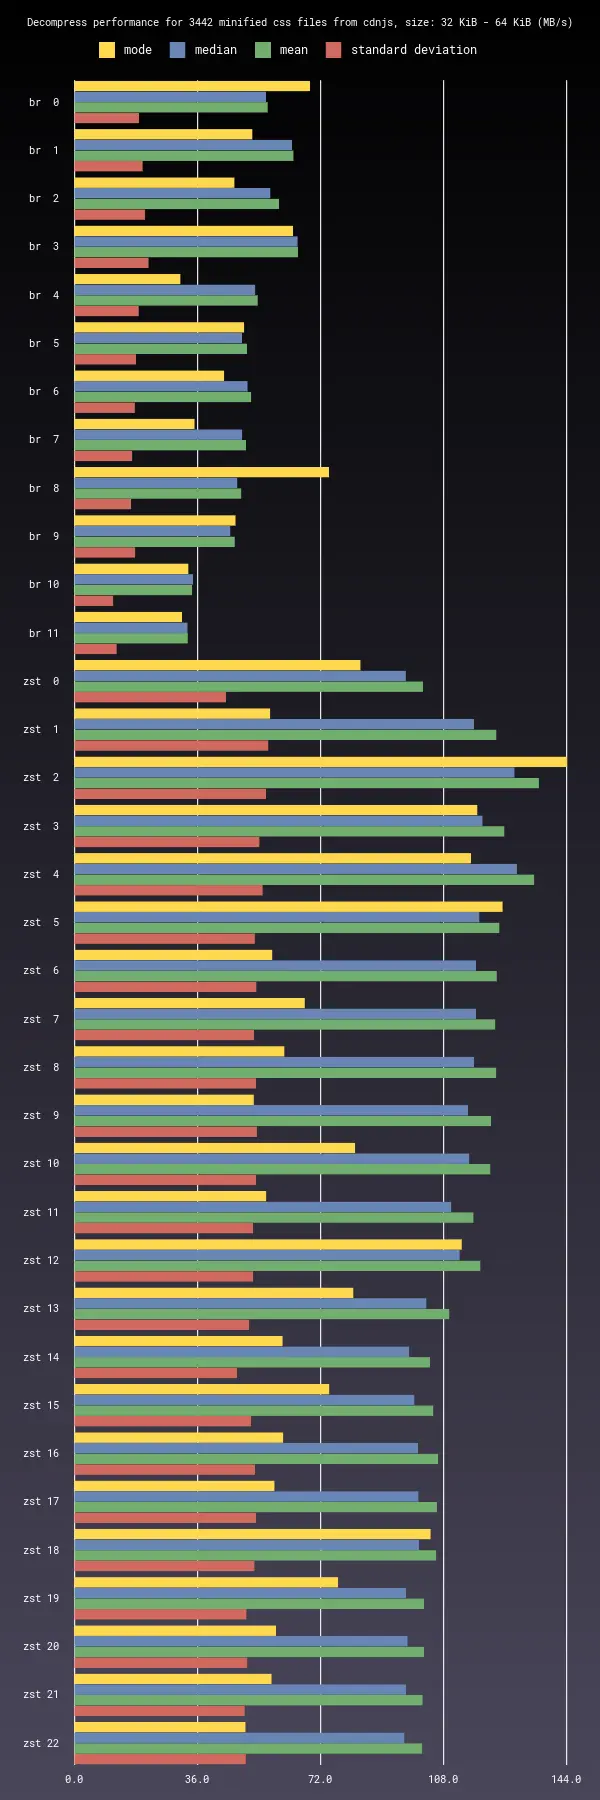 Decompress performance for 3442 minified css files from cdnjs, size: 32 KiB - 64 KiB (MB/s)
mode median mean standard deviation
br 0
br 1
br 2
br 3
br 4
br 5
br 6
br 7
br 8
br 9
br 10
br 11
zst 0
zst 1
zst 2
zst 3
zst 4
zst 5
zst 6
zst 7
zst 8
zst 9
zst 10
zst 11
zst 12
zst 13
zst 14
zst 15
zst 16
zst 17
zst 18
zst 19
zst 20
zst 21
zst 22
0.0 36.0 72.0 108.0 144.0